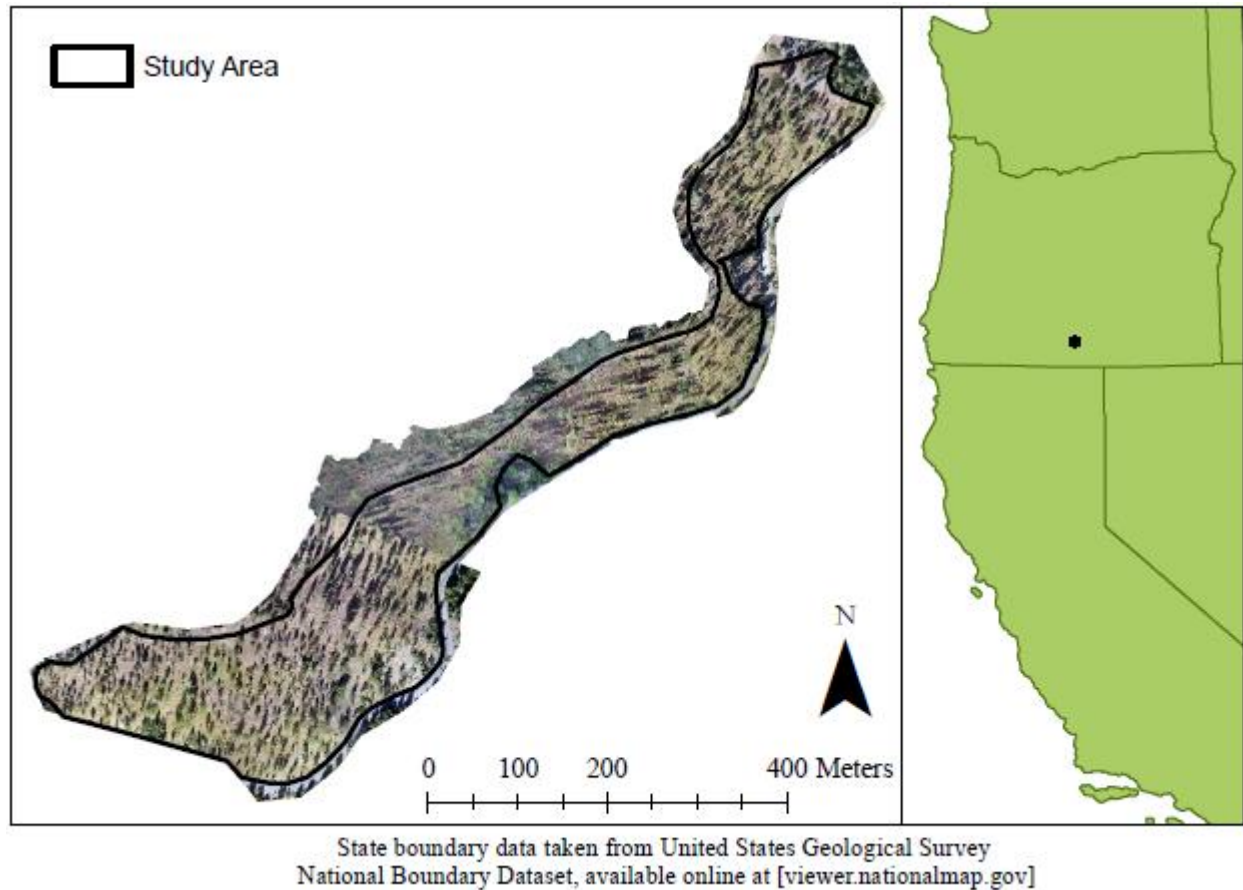 Study Area
N
0 100 200 400 Meters
State boundary data taken from United States Geological Survey
National Boundary Dataset, available online at [viewer.nationalmap.gov]